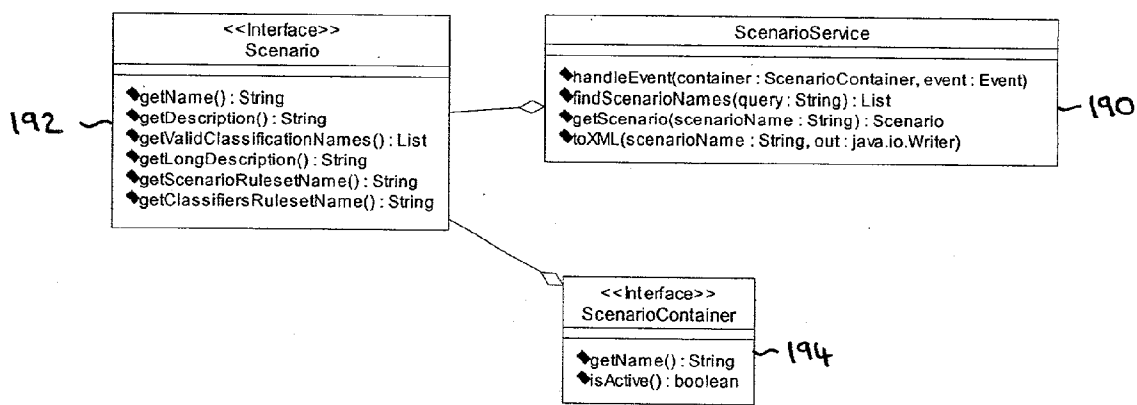 <<Interface>>
Scenario
getName() : String
getDescription() : String
getValidClassificationNames() : List
getLongDescription() : String
getScenarioRulesetName() : String
getClassifiersRulesetName() : String
192
ScenarioService
handleEvent(container : ScenarioContainer, event : Event)
findScenarioNames(query : String) : List
getScenario(scenarioName : String) : Scenario
toXML(scenarioName : String, out : java.io.Writer)
190
<<Interface>>
ScenarioContainer
getName() : String
isActive() : boolean
194